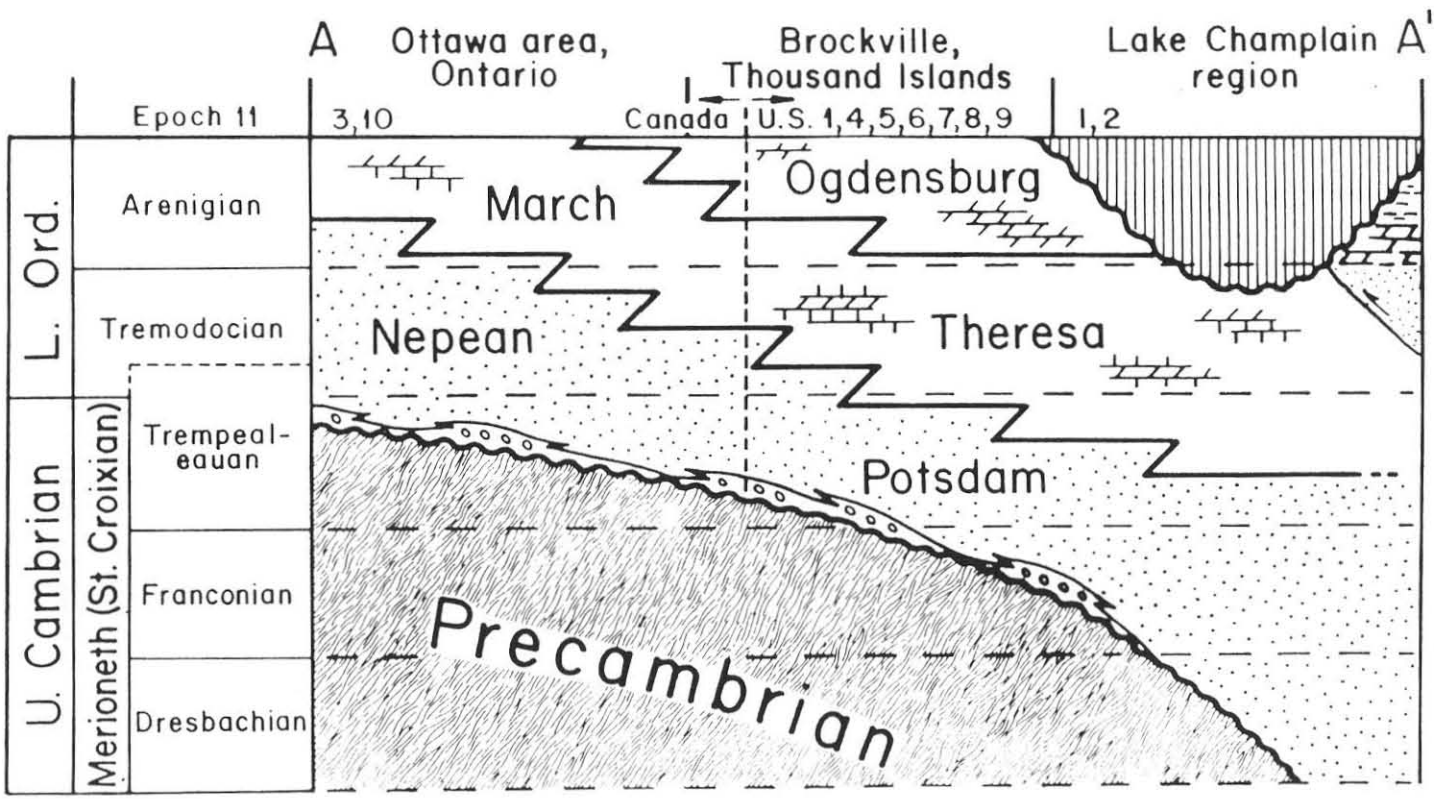 A
Ottawa area,
Ontario
Brockville,
Thousand Islands
Lake Champlain
region
A'
Epoch 11
3,10
Canada
U.S. 1,4,5,6,7,8,9
1,2
L. Ord.
U. Cambrian
Merioneth (St. Croixian)
Arenigian
Tremodocian
Trempeal-
eauan
Franconian
Dresbachian
March
Ogdensburg
Nepean
Theresa
Potsdam
Precambrian